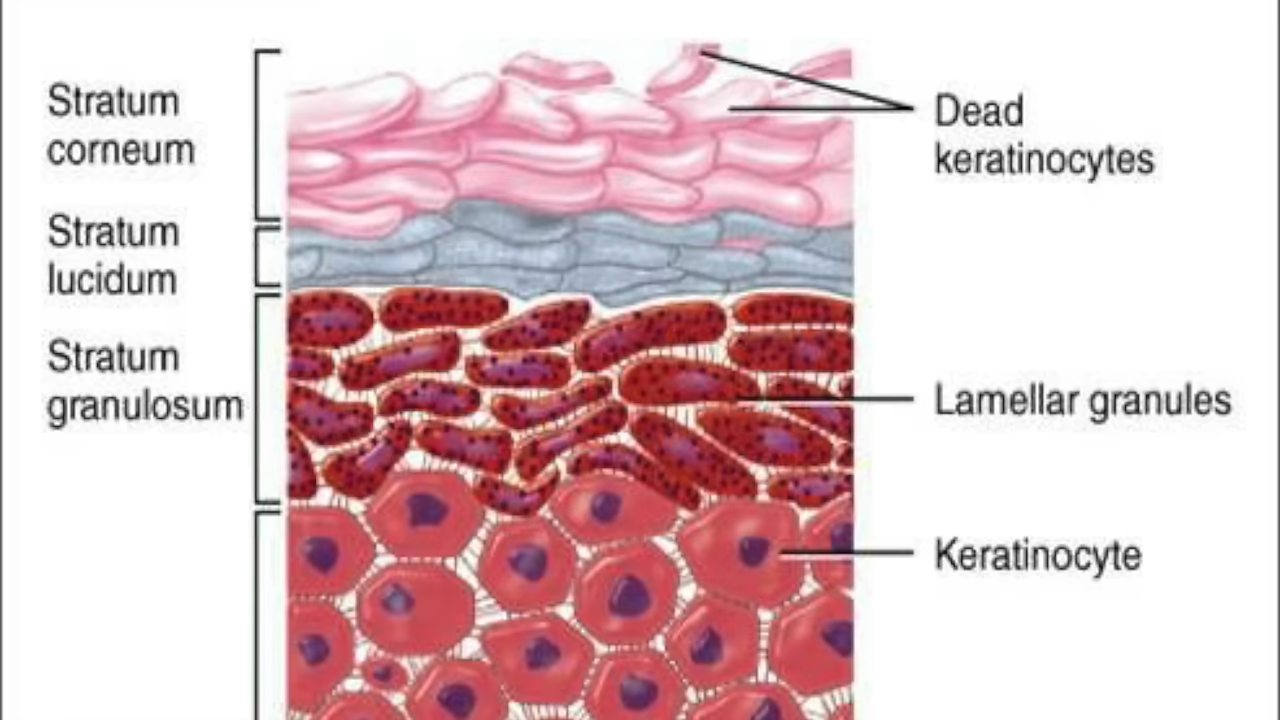 Stratum
corneum
Stratum
lucidum
Stratum
granulosum
Dead
keratinocytes
Lamellar granules
Keratinocyte